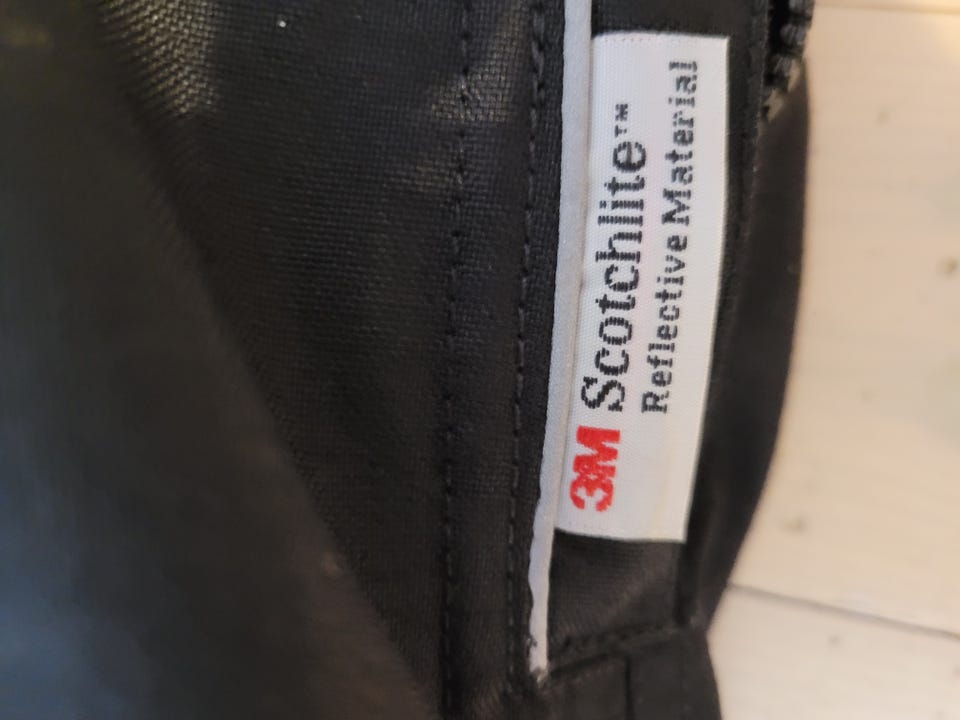 3M Scotchlite™
Reflective Material